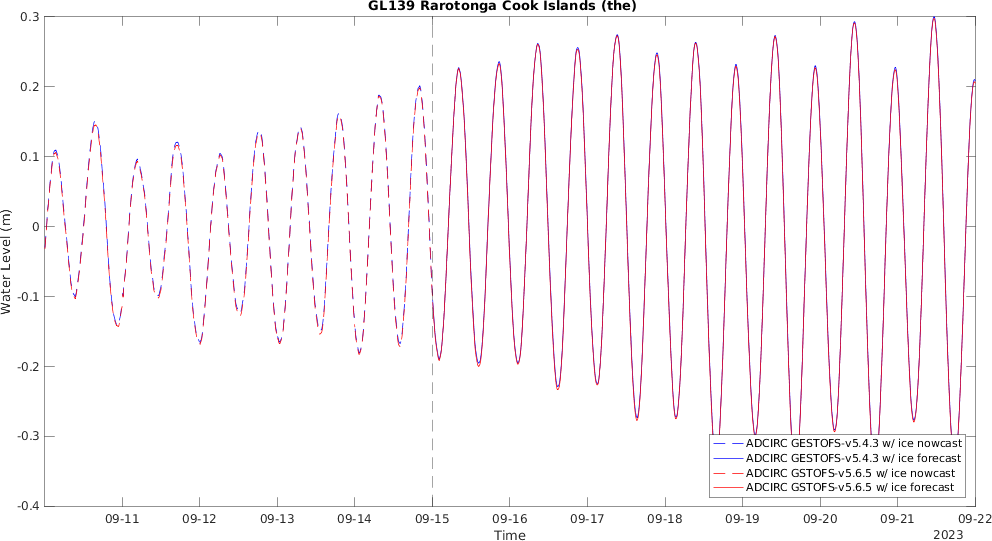 GL139 Rarotonga Cook Islands (the)
0.3
0.2
0.1
0
-0.1
-0.2
-0.3
-0.4
Water Level (m)
ADCIRC GESTOFS-v5.4.3 w/ ice nowcast
ADCIRC GESTOFS-v5.4.3 w/ ice forecast
ADCIRC GSTOFS-v5.6.5 w/ ice nowcast
ADCIRC GSTOFS-v5.6.5 w/ ice forecast
09-11 09-12 09-13 09-14 09-15 09-16 09-17 09-18 09-19 09-20 09-21 09-22
Time
2023